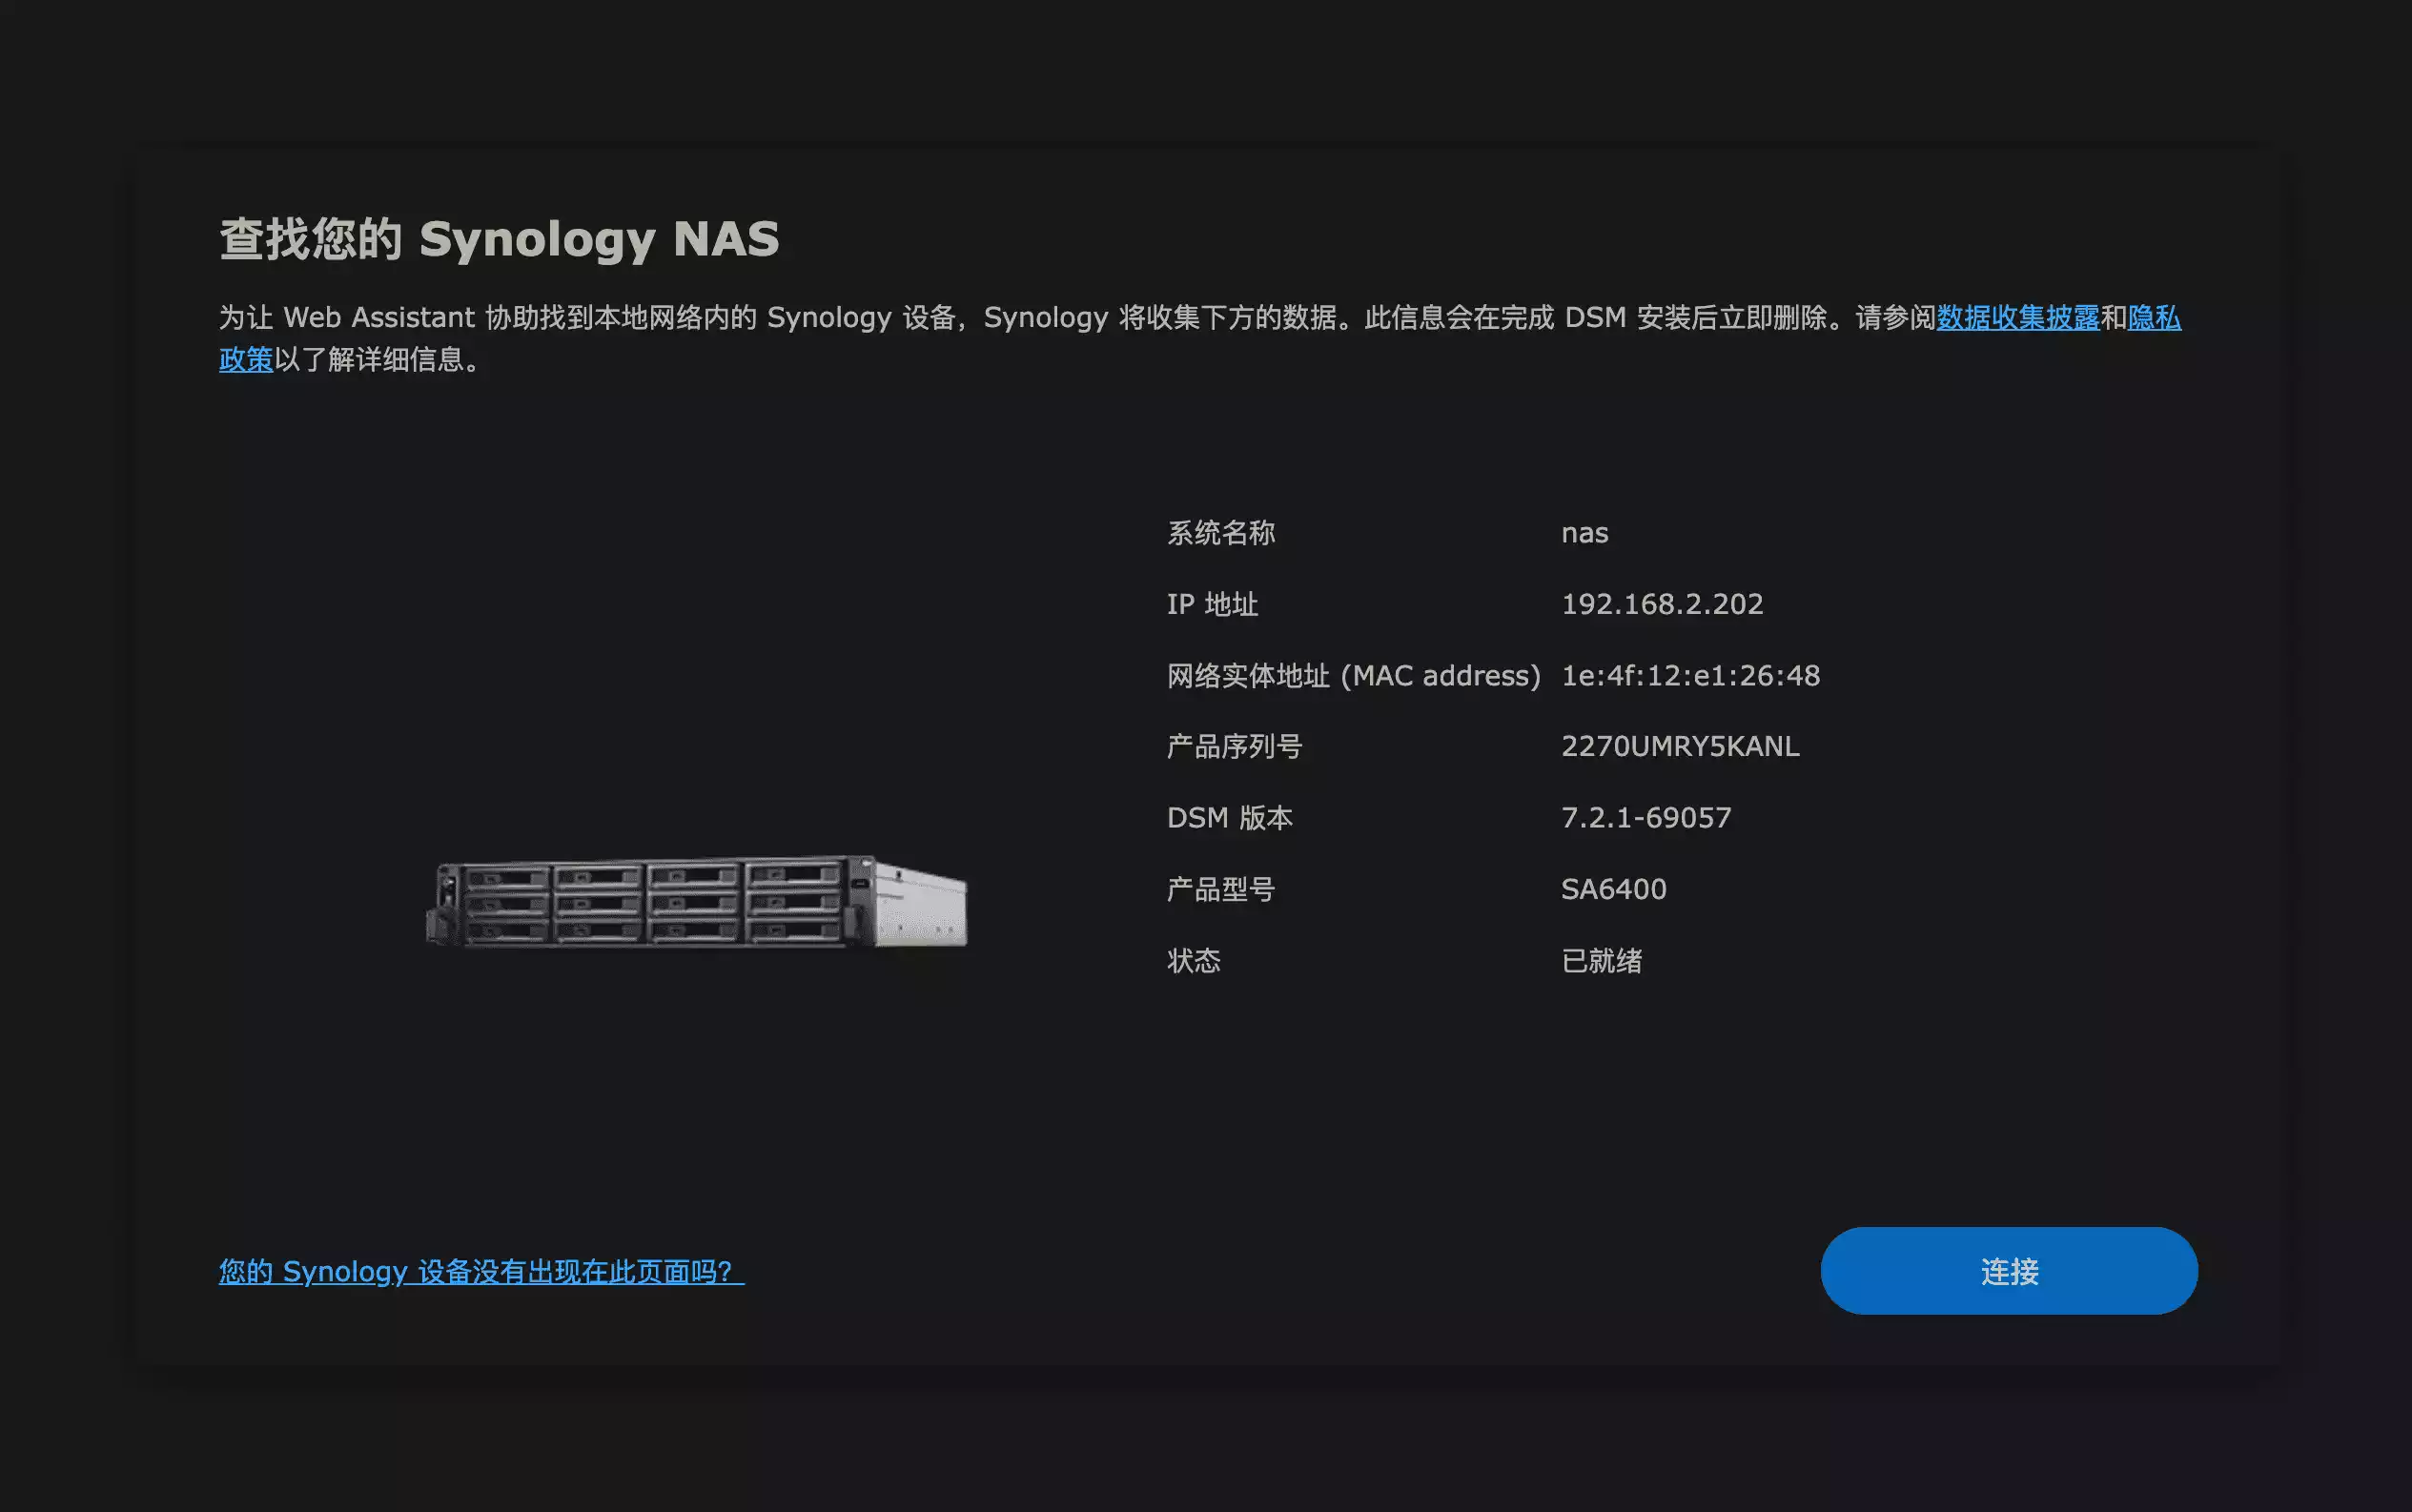 查找您的 Synology NAS
为让 Web Assistant 协助找到本地网络内的 Synology 设备，Synology 将收集下方的数据。此信息会在完成 DSM 安装后立即删除。请参阅数据收集披露和隐私
政策以了解详细信息。
系统名称 nas
IP 地址 192.168.2.202
网络实体地址 (MAC address) 1e:4f:12:e1:26:48
产品序列号 2270UMRY5KANL
DSM 版本 7.2.1-69057
产品型号 SA6400
状态 已就绪
您的 Synology 设备没有出现在此页面吗？
连接